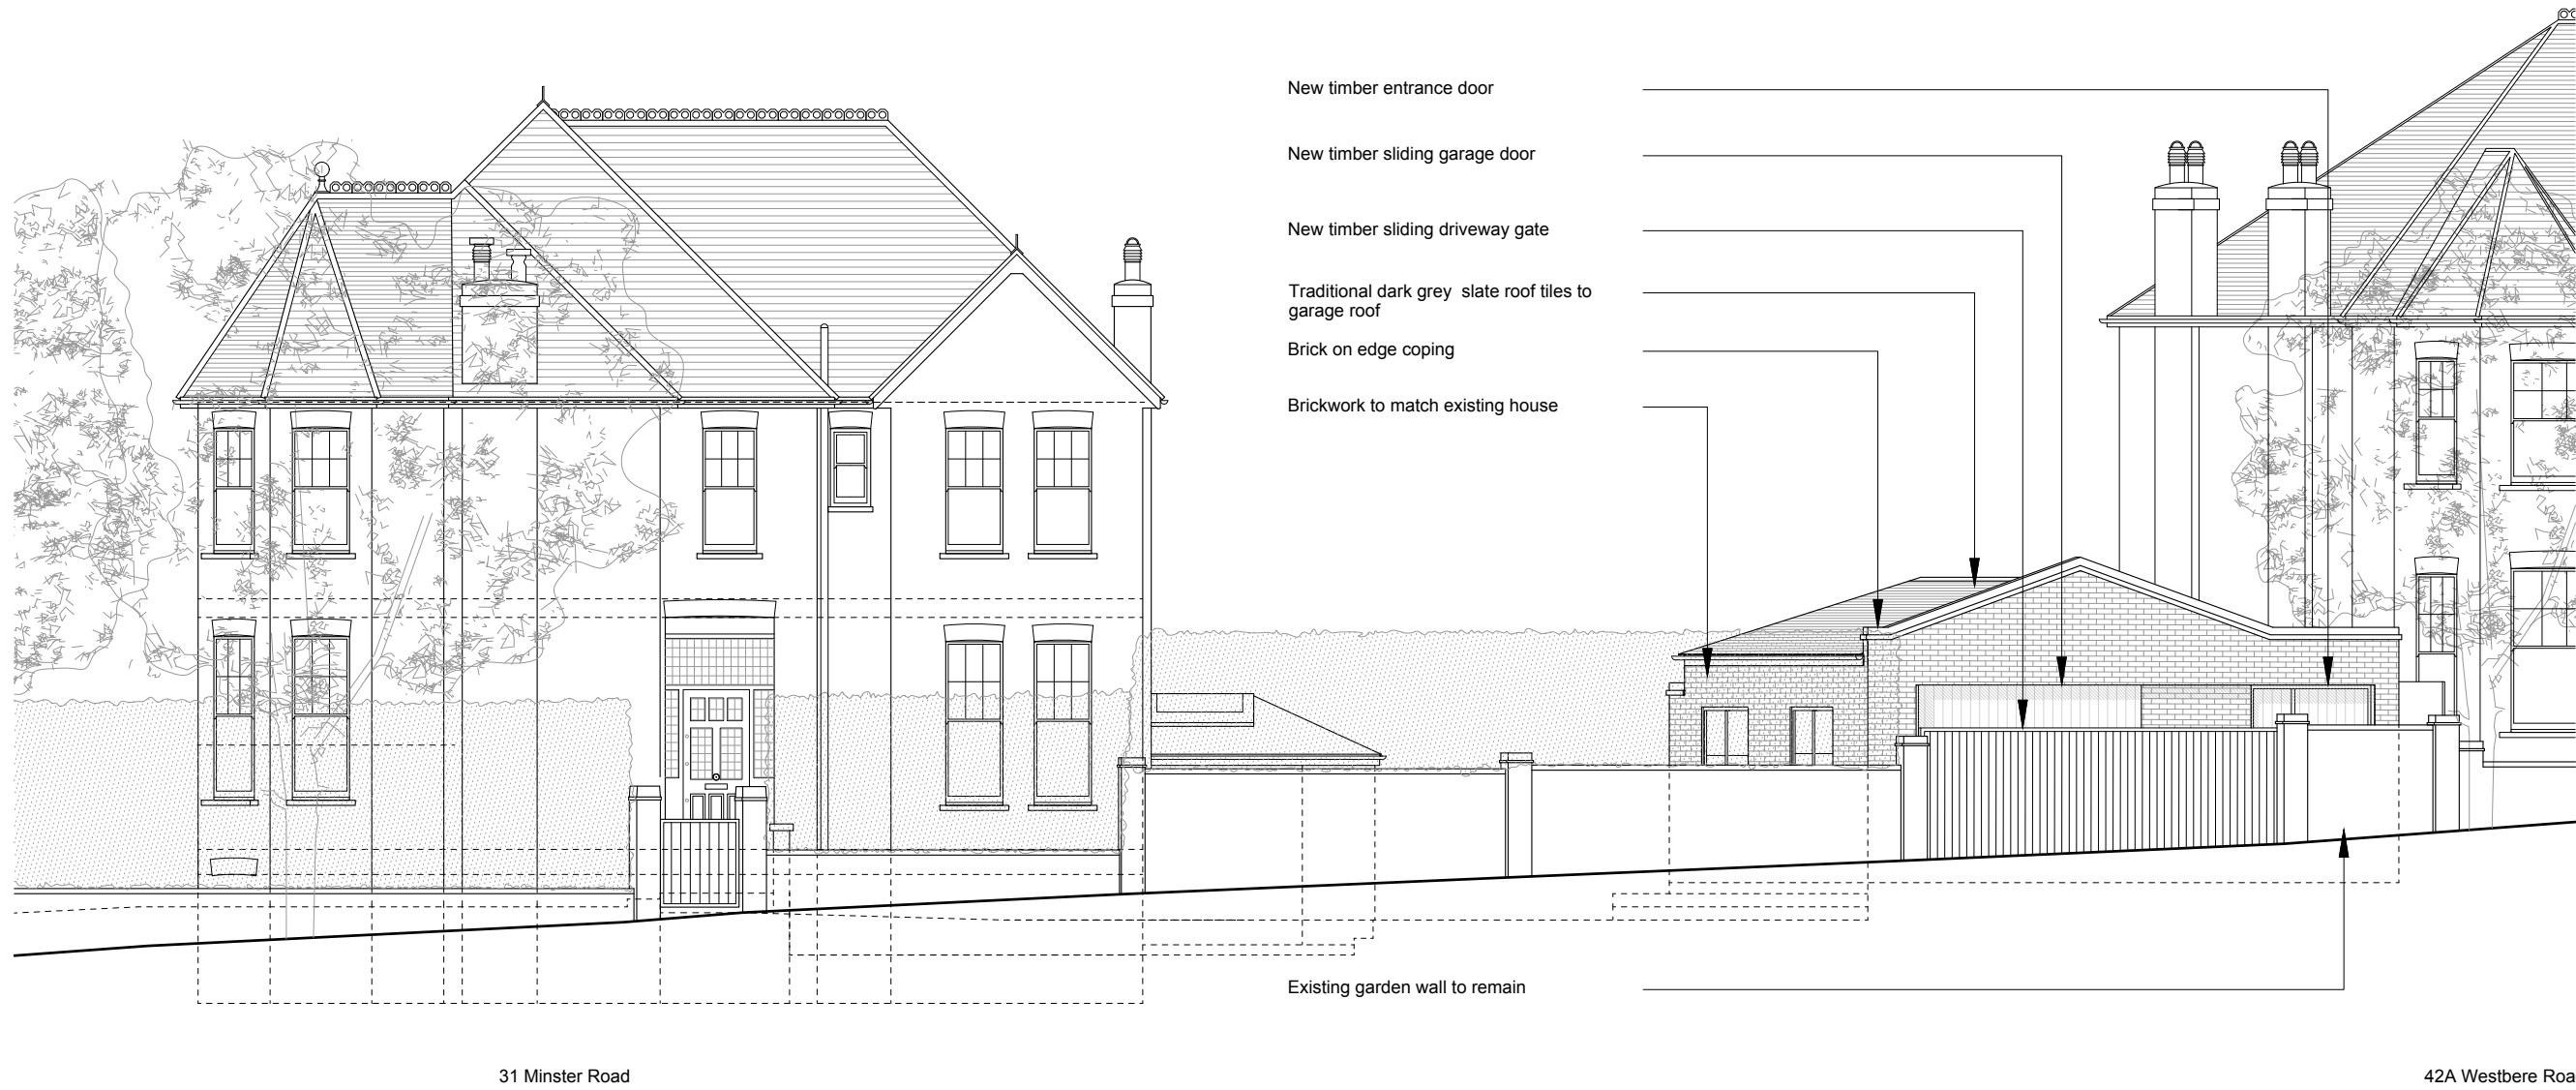 New timber entrance door
New timber sliding garage door
New timber sliding driveway gate
Traditional dark grey slate roof tiles to
garage roof
Brick on edge coping
Brickwork to match existing house
Existing garden wall to remain
31 Minster Road
42A Westbere Roa